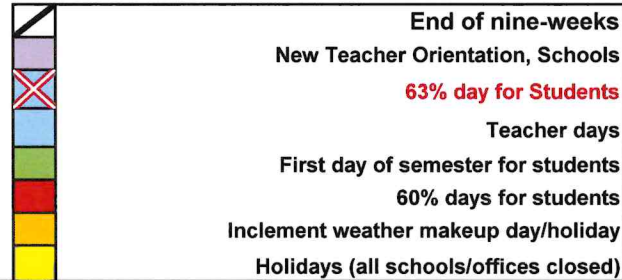 End of nine-weeks
New Teacher Orientation, Schools
63% day for Students
Teacher days
First day of semester for students
60% days for students
Inclement weather makeup day/holiday
Holidays (all schools/offices closed)